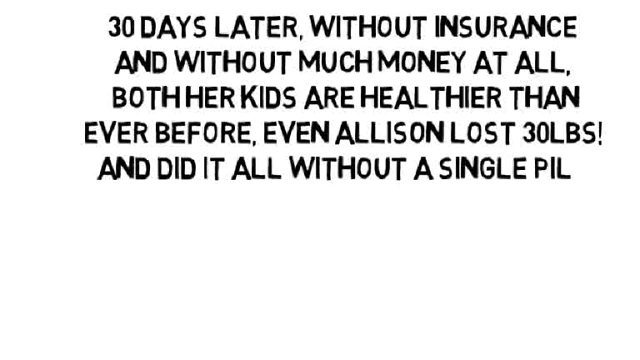 30 DAYS LATER, WITHOUT INSURANCE
AND WITHOUT MUCH MONEY AT ALL,
BOTH HER KIDS ARE HEALTHIER THAN
EVER BEFORE, EVEN ALLISON LOST 30LBS!
AND DID IT ALL WITHOUT A SINGLE PIL